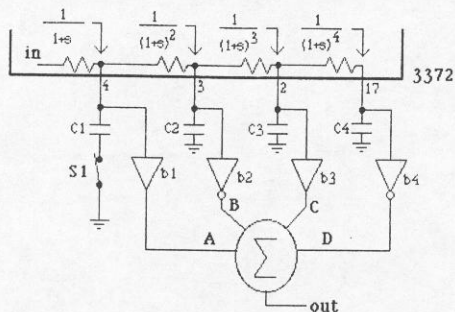 1 1 1 1
1+s (1+s)² (1+s)³ (1+s)⁴
in
4 3 2 17 3372
C1 C2 C3 C4
S1 b1 b2 b3 b4
B C
A Σ D
out